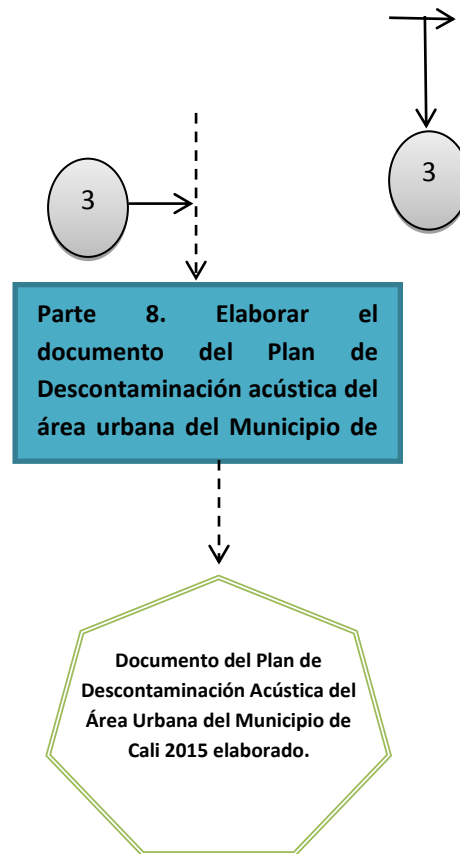 3
3
Parte 8. Elaborar el
documento del Plan de
Descontaminación acústica del
área urbana del Municipio de
Documento del Plan de
Descontaminación Acústica del
Área Urbana del Municipio de
Cali 2015 elaborado.